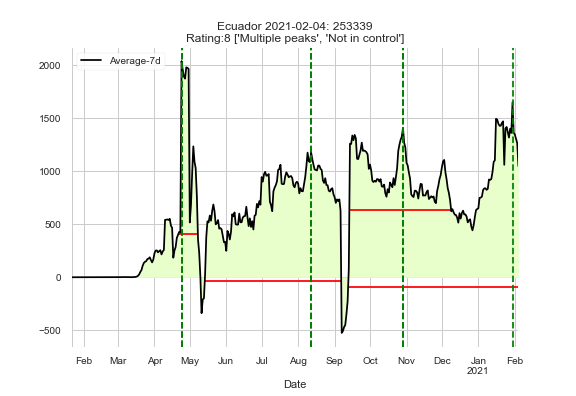 Ecuador 2021-02-04: 253339
Rating:8 ['Multiple peaks', 'Not in control']
Average-7d
2000
1500
1000
500
0
−500
Feb Mar Apr May Jun Jul Aug Sep Oct Nov Dec Jan Feb
2021
Date